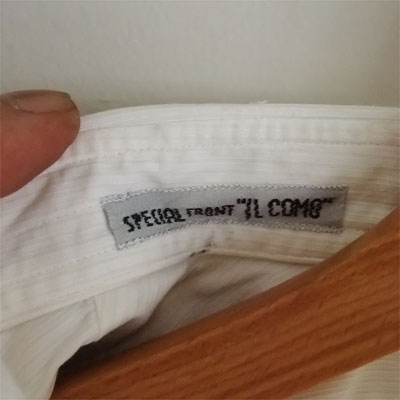 SPECIAL FRONT "IL COMO"